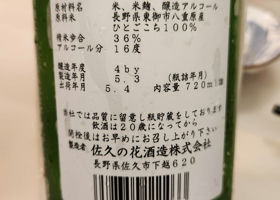 原材料名 米、米麹、醸造アルコール
原料米 長野県東御市八重原産
ひとごこち100%
精米歩合 36%
アルコール分 16度
醸造年度 4by
製造年月 5.3 (瓶詰年月)
出荷年月 5.4 内容量 720ml
当社では品質に留意し瓶貯蔵をしております
飲酒は20歳になってから
開栓後はお早めにお召し上がり下さい
製造者 佐久の花酒造株式会社
長野県佐久市下越620